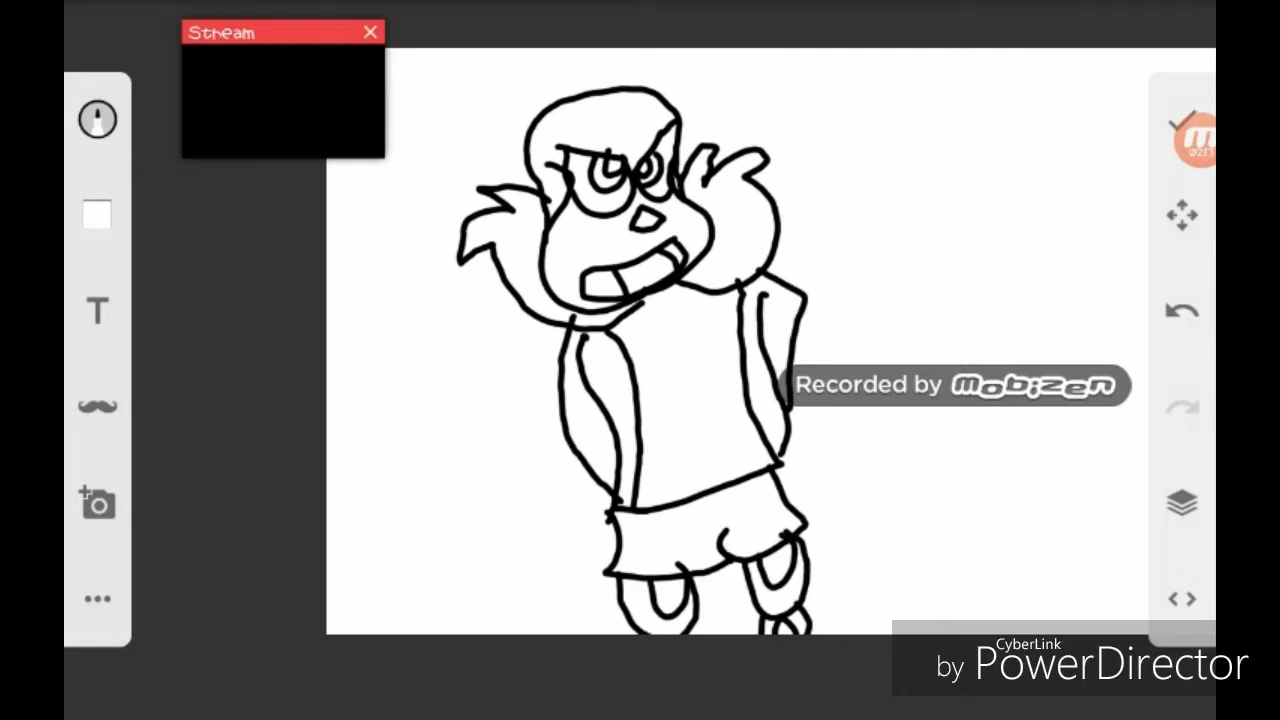 Stream
T
Recorded by mobizen
CyberLink
by PowerDirector